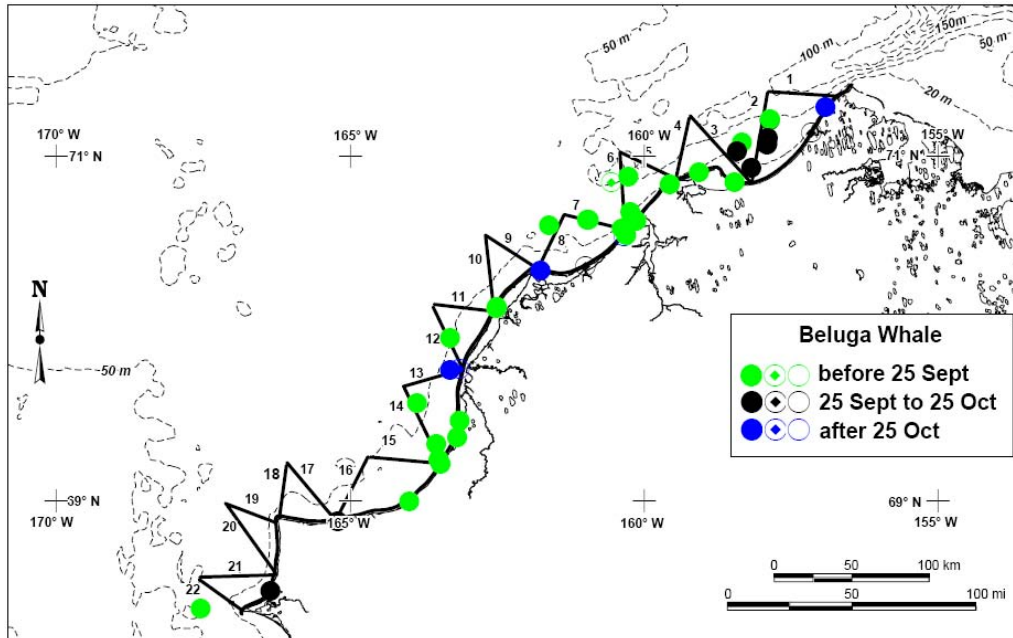 50 m
100 m
150m
50 m
20 m
170° W
165° W
160° W
155° W
71° N
71° N
1
2
3
4
5
6
7
8
9
10
11
12
13
14
15
16
17
18
19
20
21
22
N
50 m
Beluga Whale
before 25 Sept
25 Sept to 25 Oct
after 25 Oct
69° N
69° N
170° W
165° W
160° W
155° W
0 50 100 km
0 50 100 mi